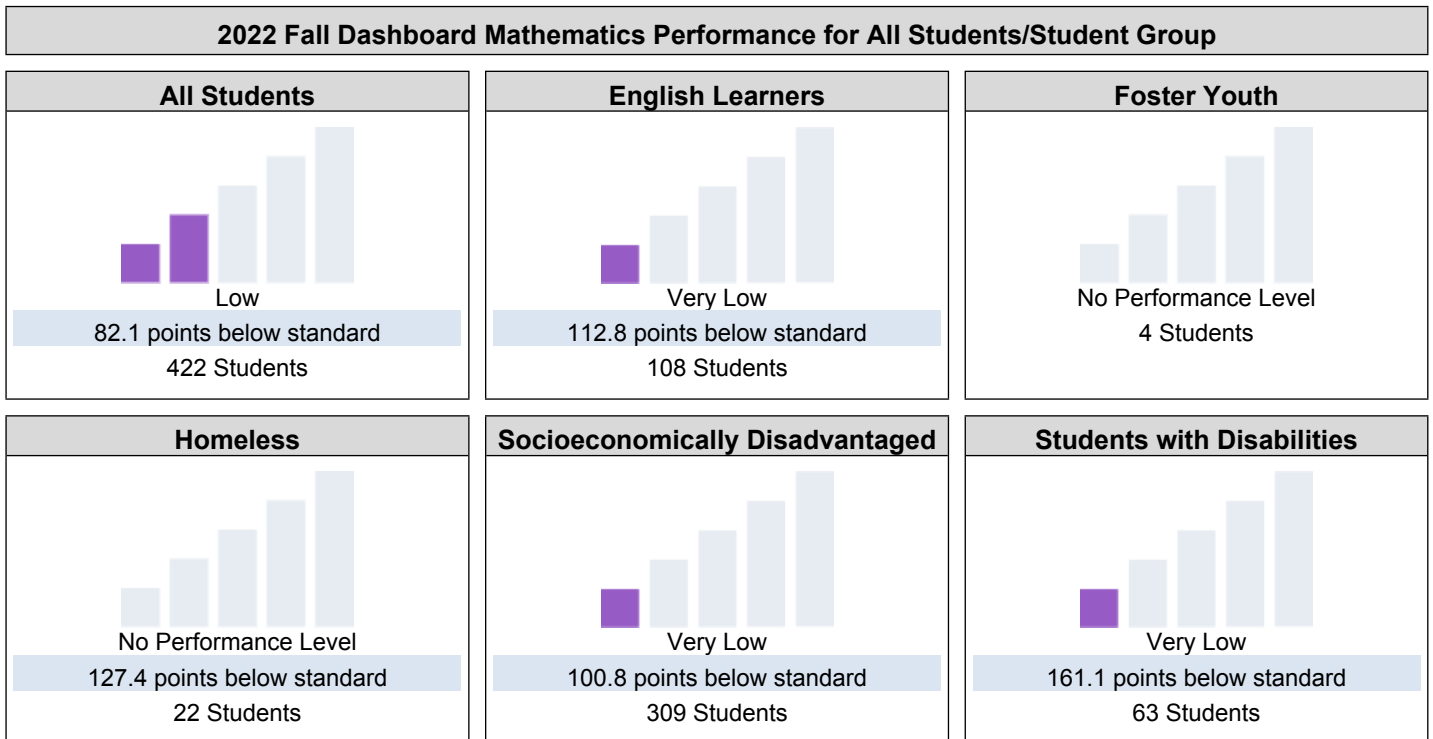 2022 Fall Dashboard Mathematics Performance for All Students/Student Group
All Students
Low
82.1 points below standard
422 Students
English Learners
Very Low
112.8 points below standard
108 Students
Foster Youth
No Performance Level
4 Students
Homeless
No Performance Level
127.4 points below standard
22 Students
Socioeconomically Disadvantaged
Very Low
100.8 points below standard
309 Students
Students with Disabilities
Very Low
161.1 points below standard
63 Students